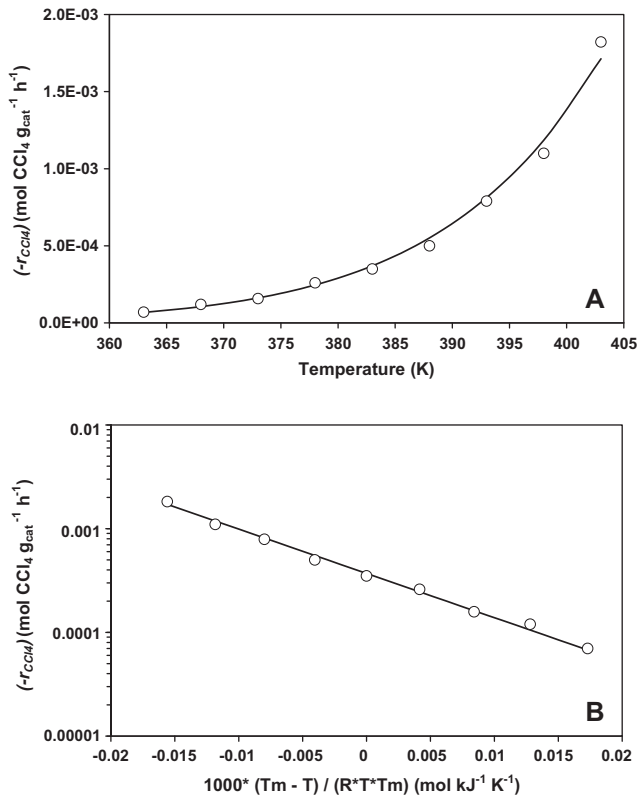 2.0E-03
1.5E-03
1.0E-03
5.0E-04
0.0E+00
(-rCCl4) (mol CCl4 gcat-1 h-1)
A
360 365 370 375 380 385 390 395 400 405
Temperature (K)
0.01
0.001
0.0001
0.00001
(-rCCl4) (mol CCl4 gcat-1 h-1)
B
-0.02 -0.015 -0.01 -0.005 0 0.005 0.01 0.015 0.02
1000* (Tm - T) / (R*T*Tm) (mol kJ-1 K-1)